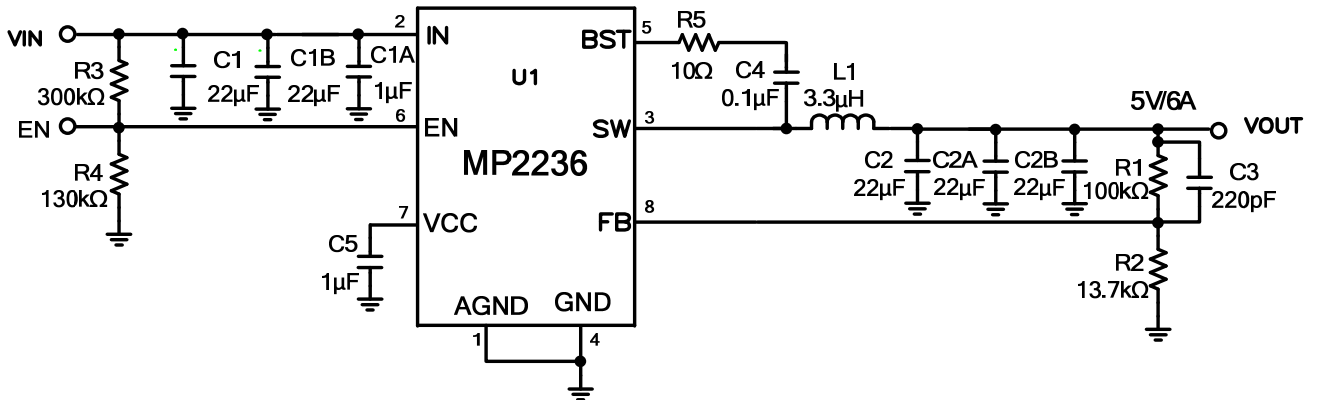 VIN
R3
300kΩ
EN
R4
130kΩ
C1
22µF
C1B
22µF
C1A
1µF
2
6
7
C5
1µF
IN
U1
BST
EN
SW
MP2236
VCC
FB
AGND
GND
1
4
5
3
8
R5
10Ω
C4
0.1µF
L1
3.3µH
C2
22µF
C2A
22µF
C2B
22µF
5V/6A
VOUT
R1
100kΩ
C3
220pF
R2
13.7kΩ